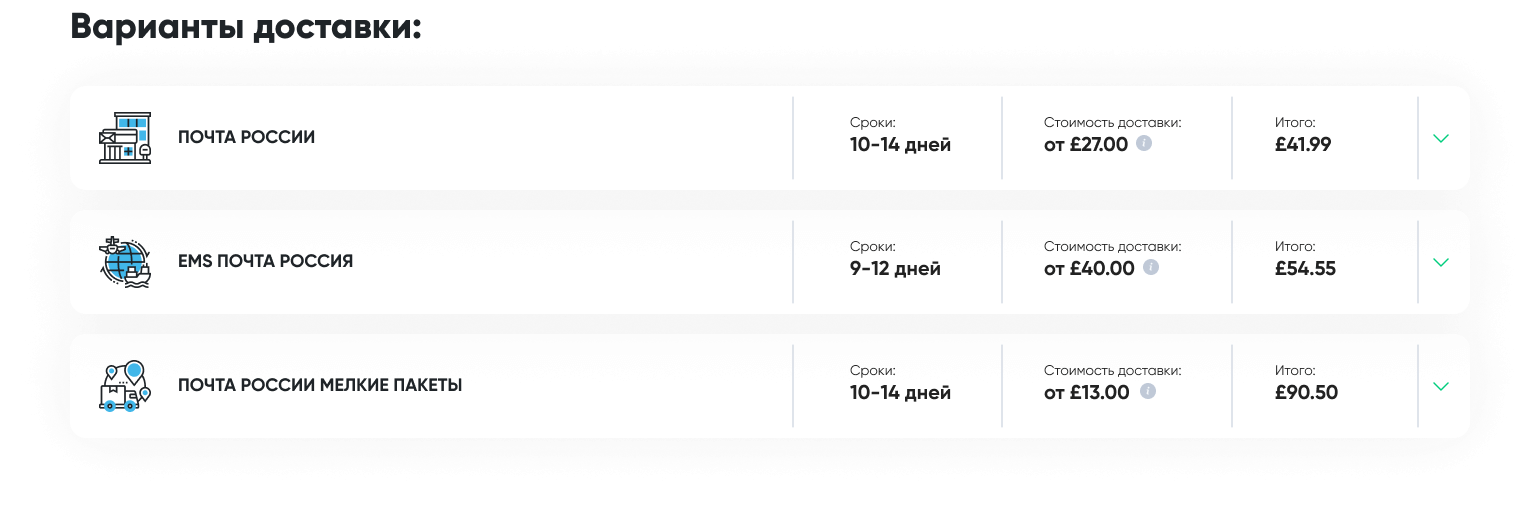 Варианты доставки:
ПОЧТА РОССИИ
Сроки:
10-14 дней
Стоимость доставки:
от £27.00
Итого:
£41.99
EMS ПОЧТА РОССИЯ
Сроки:
9-12 дней
Стоимость доставки:
от £40.00
Итого:
£54.55
ПОЧТА РОССИИ МЕЛКИЕ ПАКЕТЫ
Сроки:
10-14 дней
Стоимость доставки:
от £13.00
Итого:
£90.50